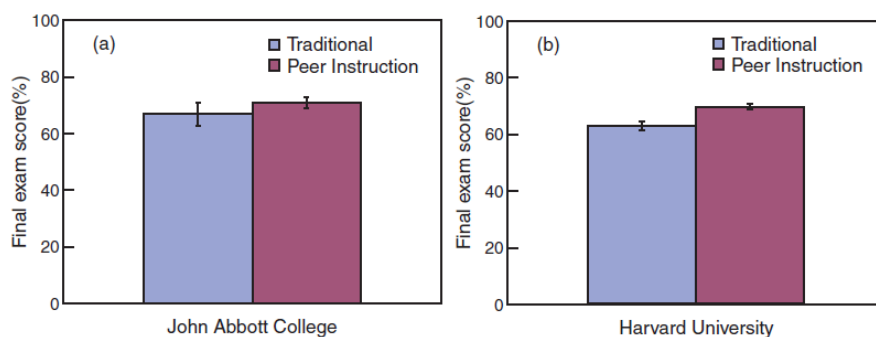 (a)
Traditional
Peer Instruction
Final exam score(%)
100
80
60
40
20
0
John Abbott College
(b)
Traditional
Peer Instruction
Final exam score(%)
100
80
60
40
20
0
Harvard University